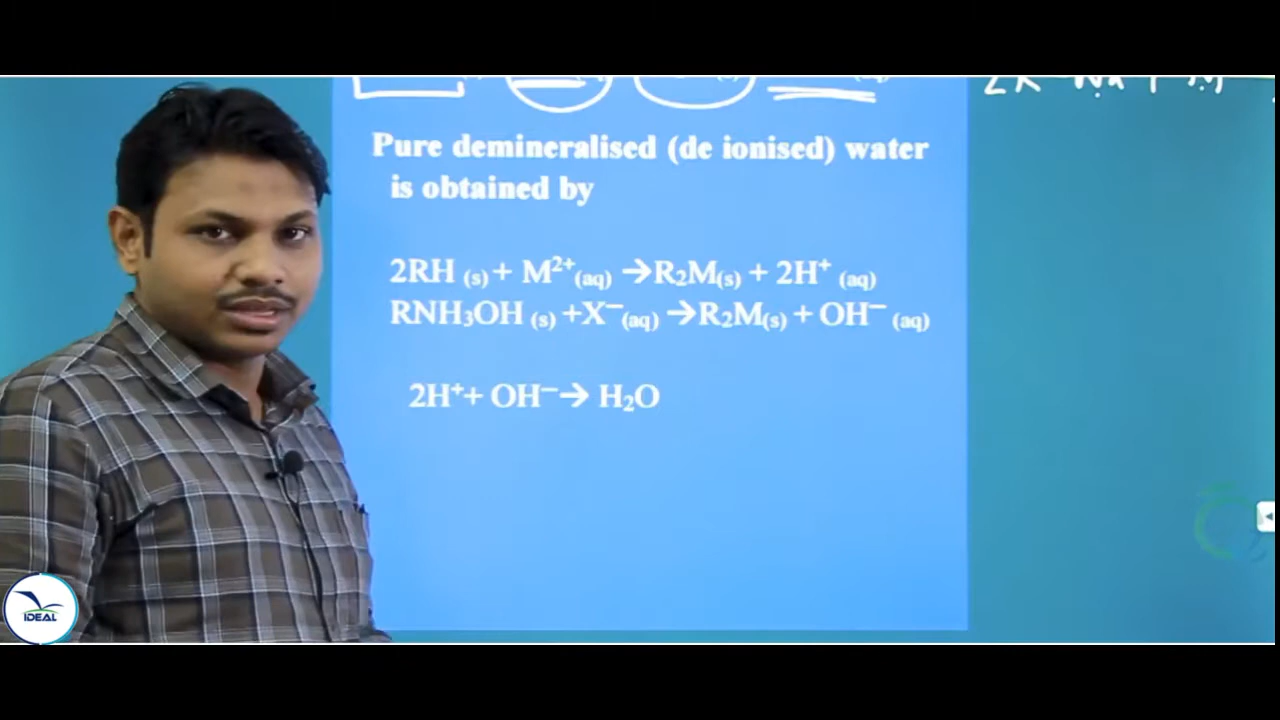 Pure demineralised (de ionised) water
is obtained by
2RH (s) + M²⁺(aq) →R₂M(s) + 2H⁺ (aq)
RNH₃OH (s) +X⁻(aq) →R₂M(s) + OH⁻ (aq)
2H⁺+ OH⁻→ H₂O
IDEAL